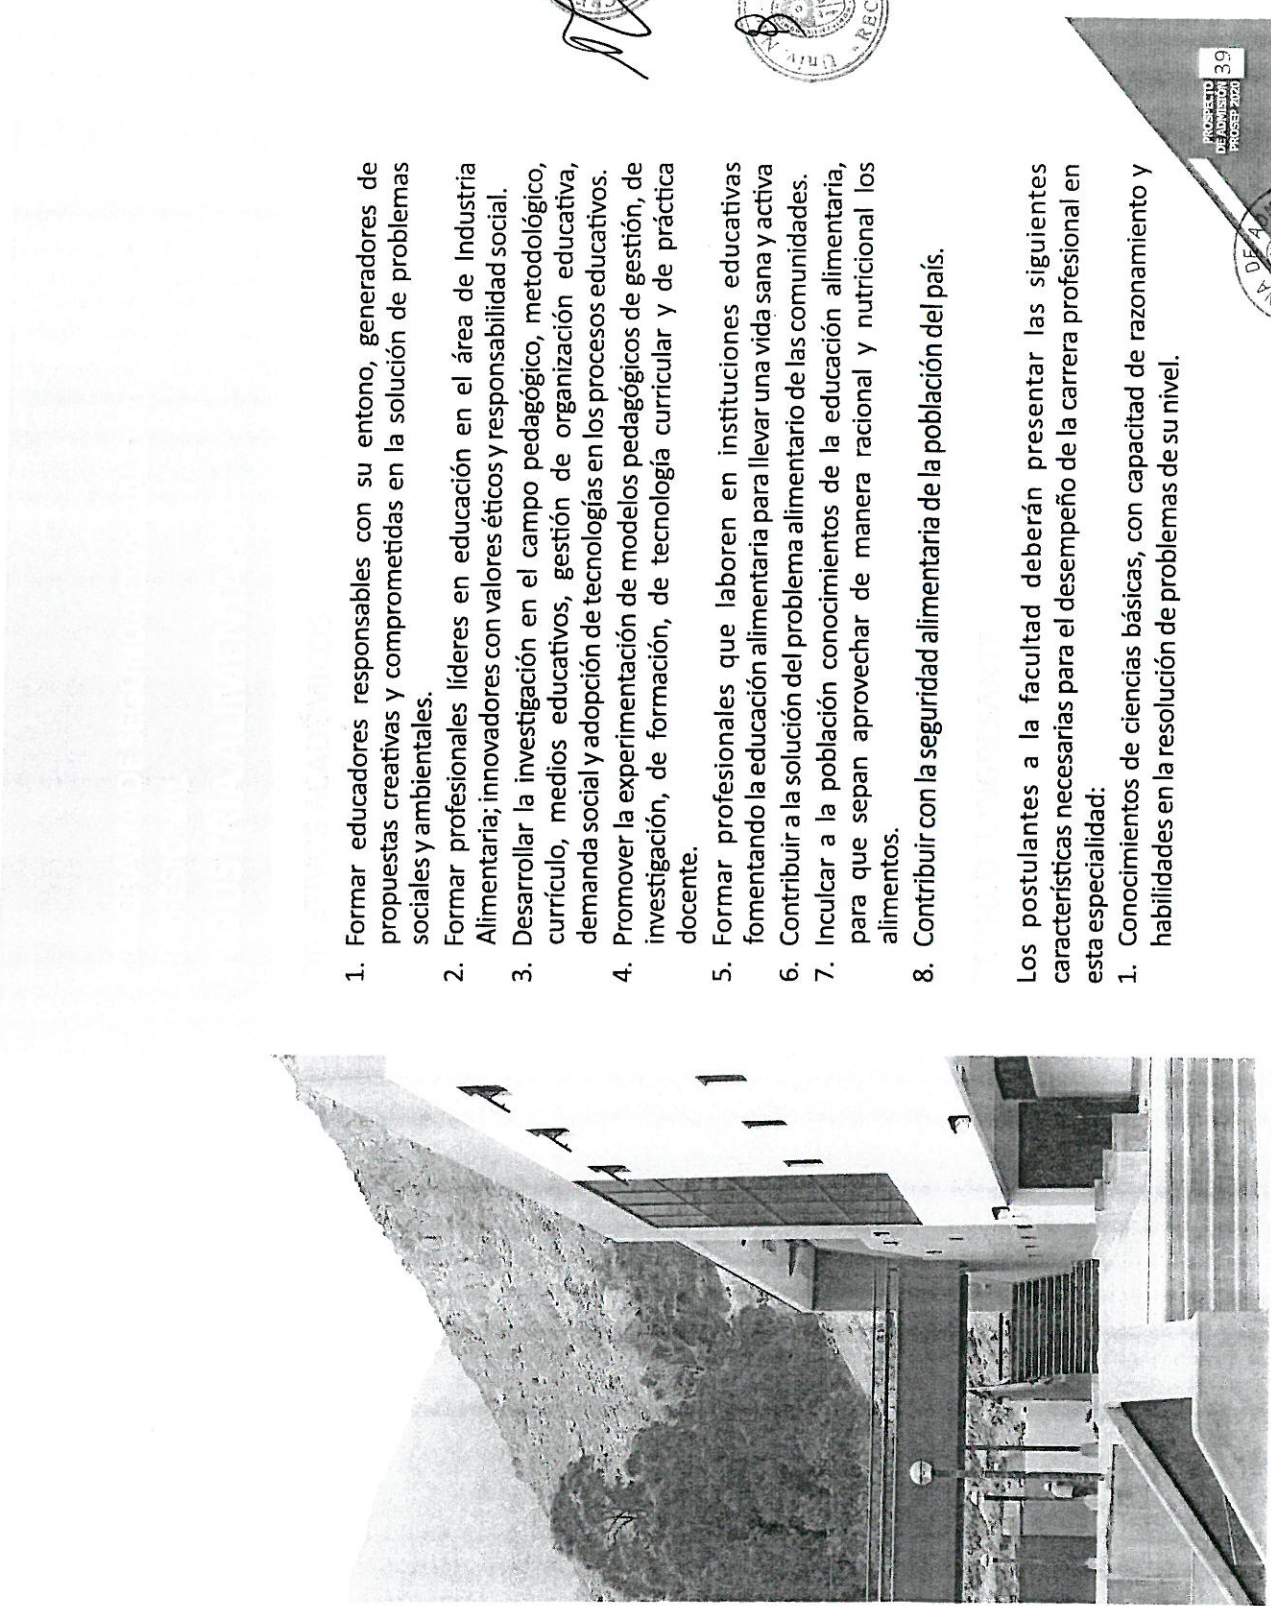 1. Formar educadores responsables con su entono, generadores de
propuestas creativas y comprometidas en la solución de problemas
sociales y ambientales.
2. Formar profesionales líderes en educación en el área de Industria
Alimentaria; innovadores con valores éticos y responsabilidad social.
3. Desarrollar la investigación en el campo pedagógico, metodológico,
currículo, medios educativos, gestión de organización educativa,
demanda social y adopción de tecnologías en los procesos educativos.
4. Promover la experimentación de modelos pedagógicos de gestión, de
investigación, de formación, de tecnología curricular y de práctica
docente.
5. Formar profesionales que laboren en instituciones educativas
fomentando la educación alimentaria para llevar una vida sana y activa
6. Contribuir a la solución del problema alimentario de las comunidades.
7. Inculcar a la población conocimientos de la educación alimentaria,
para que sepan aprovechar de manera racional y nutricional los
alimentos.
8. Contribuir con la seguridad alimentaria de la población del país.
Los postulantes a la facultad deberán presentar las siguientes
características necesarias para el desempeño de la carrera profesional en
esta especialidad:
1. Conocimientos de ciencias básicas, con capacitad de razonamiento y
habilidades en la resolución de problemas de su nivel.
PROSPECTO
DE ADMISIÓN
PROSEP 2020
39